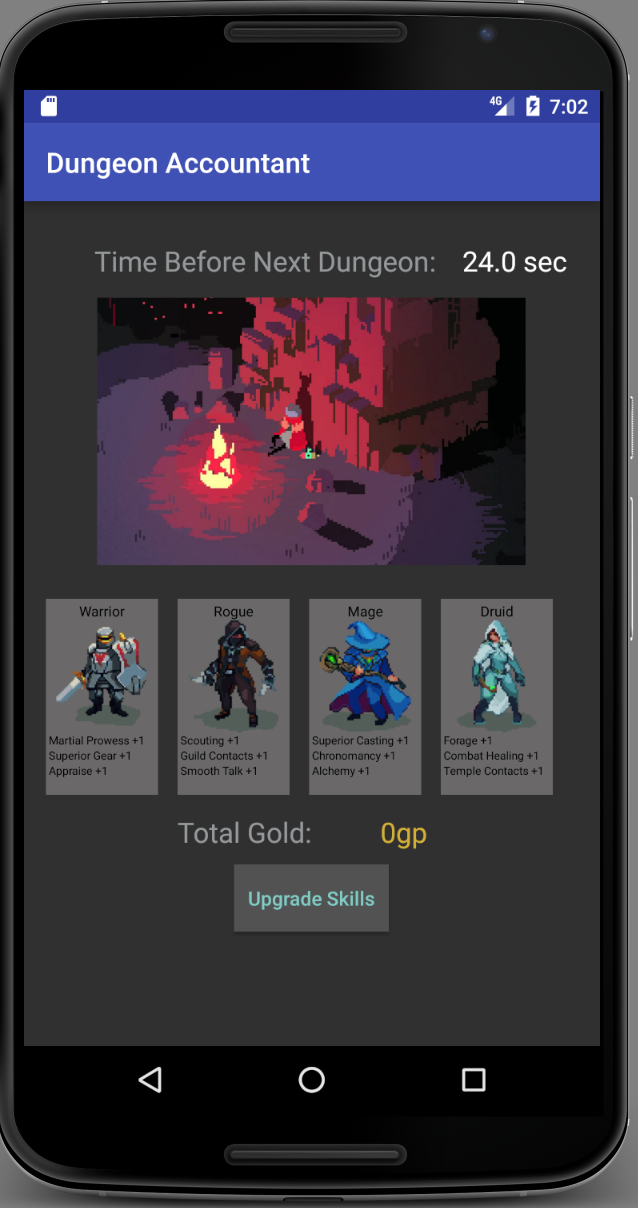 4G 7:02
Dungeon Accountant
Time Before Next Dungeon: 24.0 sec
Warrior
Martial Prowess +1
Superior Gear +1
Appraise +1
Rogue
Scouting +1
Guild Contacts +1
Smooth Talk +1
Mage
Superior Casting +1
Chronomancy +1
Alchemy +1
Druid
Forage +1
Combat Healing +1
Temple Contacts +1
Total Gold: 0gp
Upgrade Skills